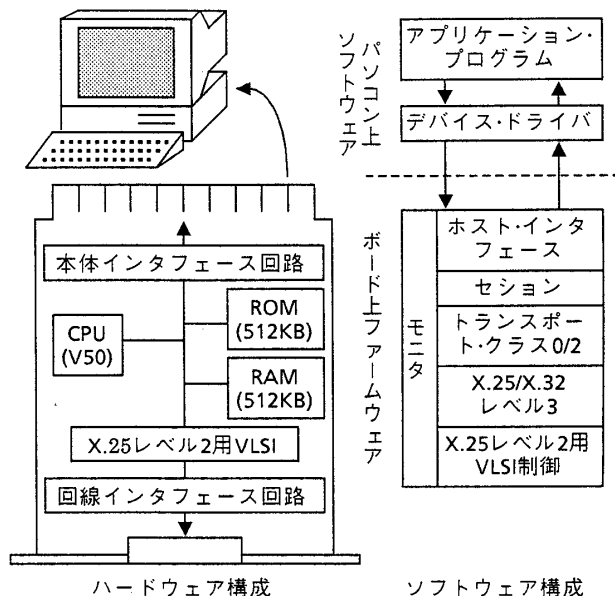 本体インタフェース回路
CPU
(V50)
ROM
(512KB)
RAM
(512KB)
X.25レベル2用VLSI
回線インタフェース回路
ハードウェア構成
パソコン上
ソフトウェア
アプリケーション・
プログラム
デバイス・ドライバ
ボード上ファームウェア
モニタ
ホスト・インタ
フェース
セション
トランスポー
ト・クラス0/2
X.25/X.32
レベル3
X.25レベル2用
VLSI制御
ソフトウェア構成